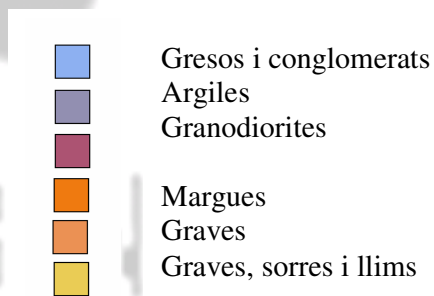 Gresos i conglomerats
Argiles
Granodiorites
Margues
Graves
Graves, sorres i llims